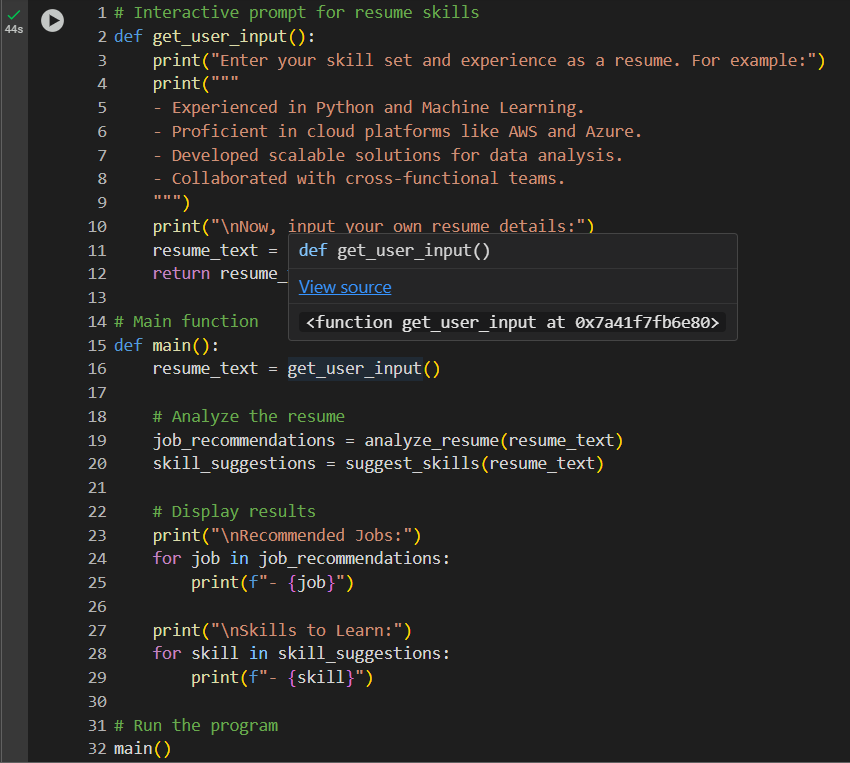 44s
1 # Interactive prompt for resume skills
2 def get_user_input():
3     print("Enter your skill set and experience as a resume. For example:")
4     print("""
5     - Experienced in Python and Machine Learning.
6     - Proficient in cloud platforms like AWS and Azure.
7     - Developed scalable solutions for data analysis.
8     - Collaborated with cross-functional teams.
9     """)
10     print("\nNow, input your own resume details:")
11     resume_text =
12     return resume_
def get_user_input()
View source
<function get_user_input at 0x7a41f7fb6e80>
13
14 # Main function
15 def main():
16     resume_text = get_user_input()
17
18     # Analyze the resume
19     job_recommendations = analyze_resume(resume_text)
20     skill_suggestions = suggest_skills(resume_text)
21
22     # Display results
23     print("\nRecommended Jobs:")
24     for job in job_recommendations:
25         print(f"- {job}")
26
27     print("\nSkills to Learn:")
28     for skill in skill_suggestions:
29         print(f"- {skill}")
30
31 # Run the program
32 main()